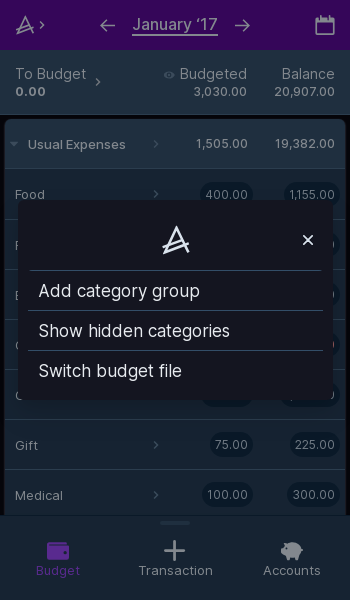 January ‘17
To Budget
0.00
Budgeted
3,030.00
Balance
20,907.00
Usual Expenses 1,505.00 19,382.00
Food 400.00 1,155.00
Add category group
Show hidden categories
Switch budget file
Gift 75.00 225.00
Medical 100.00 300.00
Budget Transaction Accounts